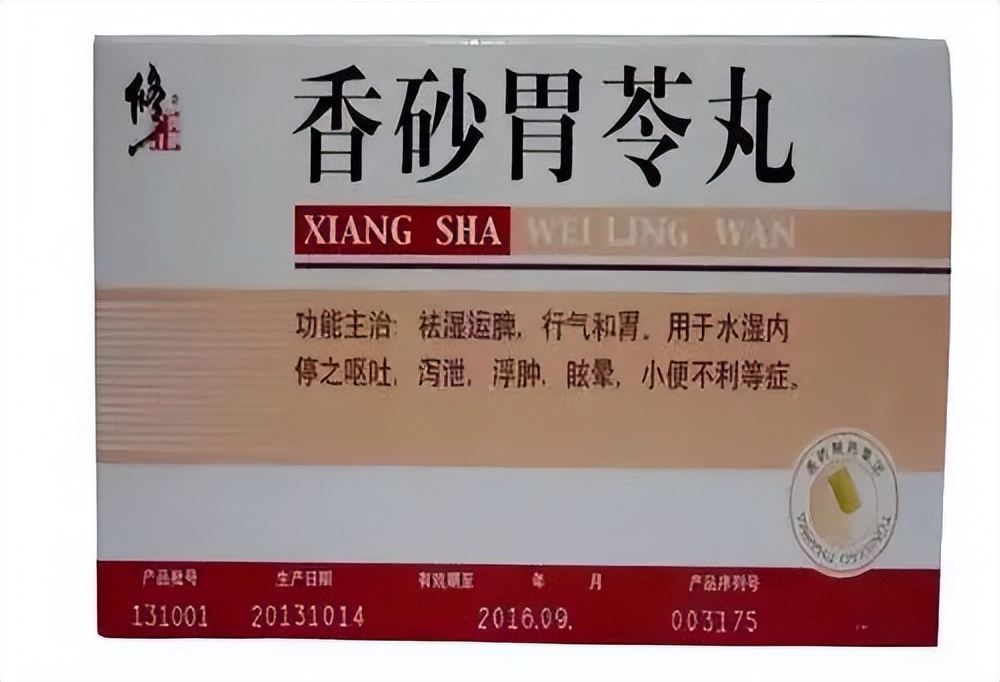 修正
香砂胃苓丸
XIANG SHA WEI LING WAN
功能主治: 祛湿运脾, 行气和胃。用于水湿内
停之呕吐, 泻泄, 浮肿, 眩晕, 小便不利等症。
产品批号 生产日期 有效期至 年 月 产品序列号
131001 20131014 2016.09. 003175